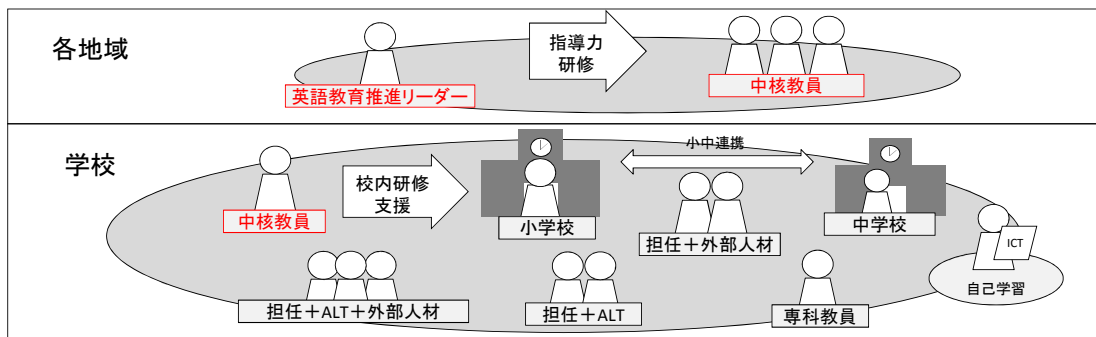 各地域
指導力
研修
英語教育推進リーダー
中核教員
学校
小中連携
校内研修
支援
中核教員
小学校
中学校
担任＋外部人材
ICT
自己学習
担任＋ALT＋外部人材
担任＋ALT
専科教員